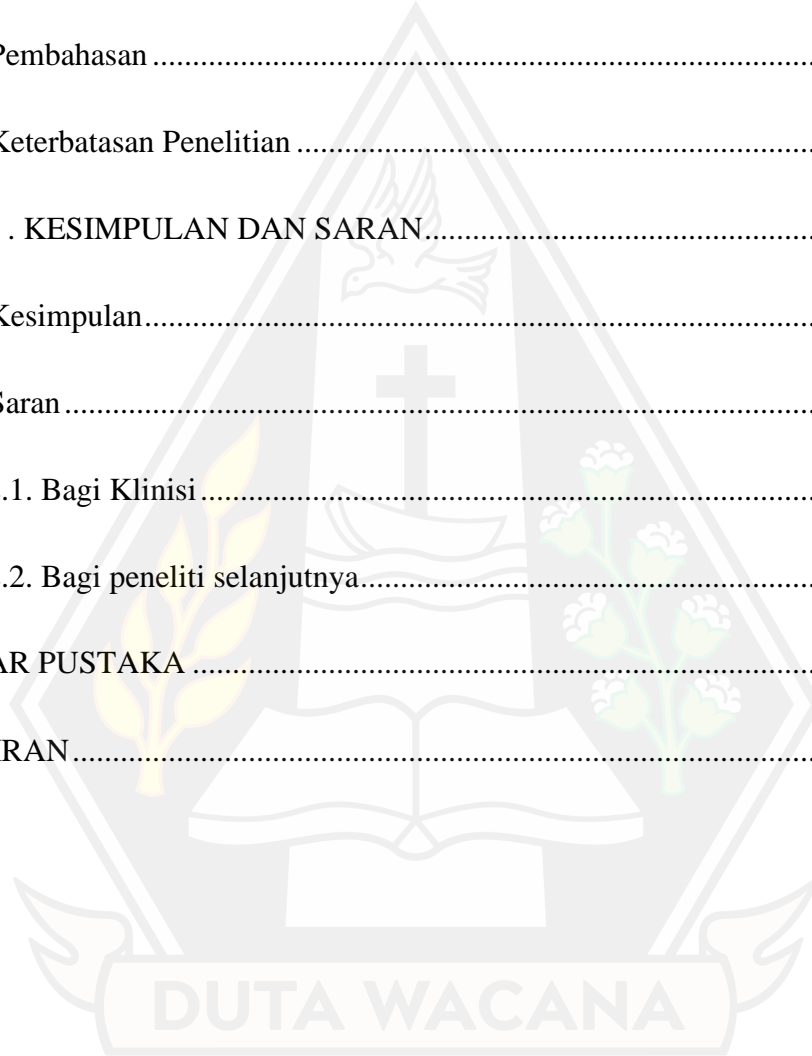 Pembahasan ..................................................................................
Keterbatasan Penelitian ................................................................
. KESIMPULAN DAN SARAN................................................
Kesimpulan...................................................................................
Saran .............................................................................................
.1. Bagi Klinisi .............................................................................
.2. Bagi peneliti selanjutnya.........................................................
AR PUSTAKA .............................................................................
RAN............................................................................................
DUTA WACANA